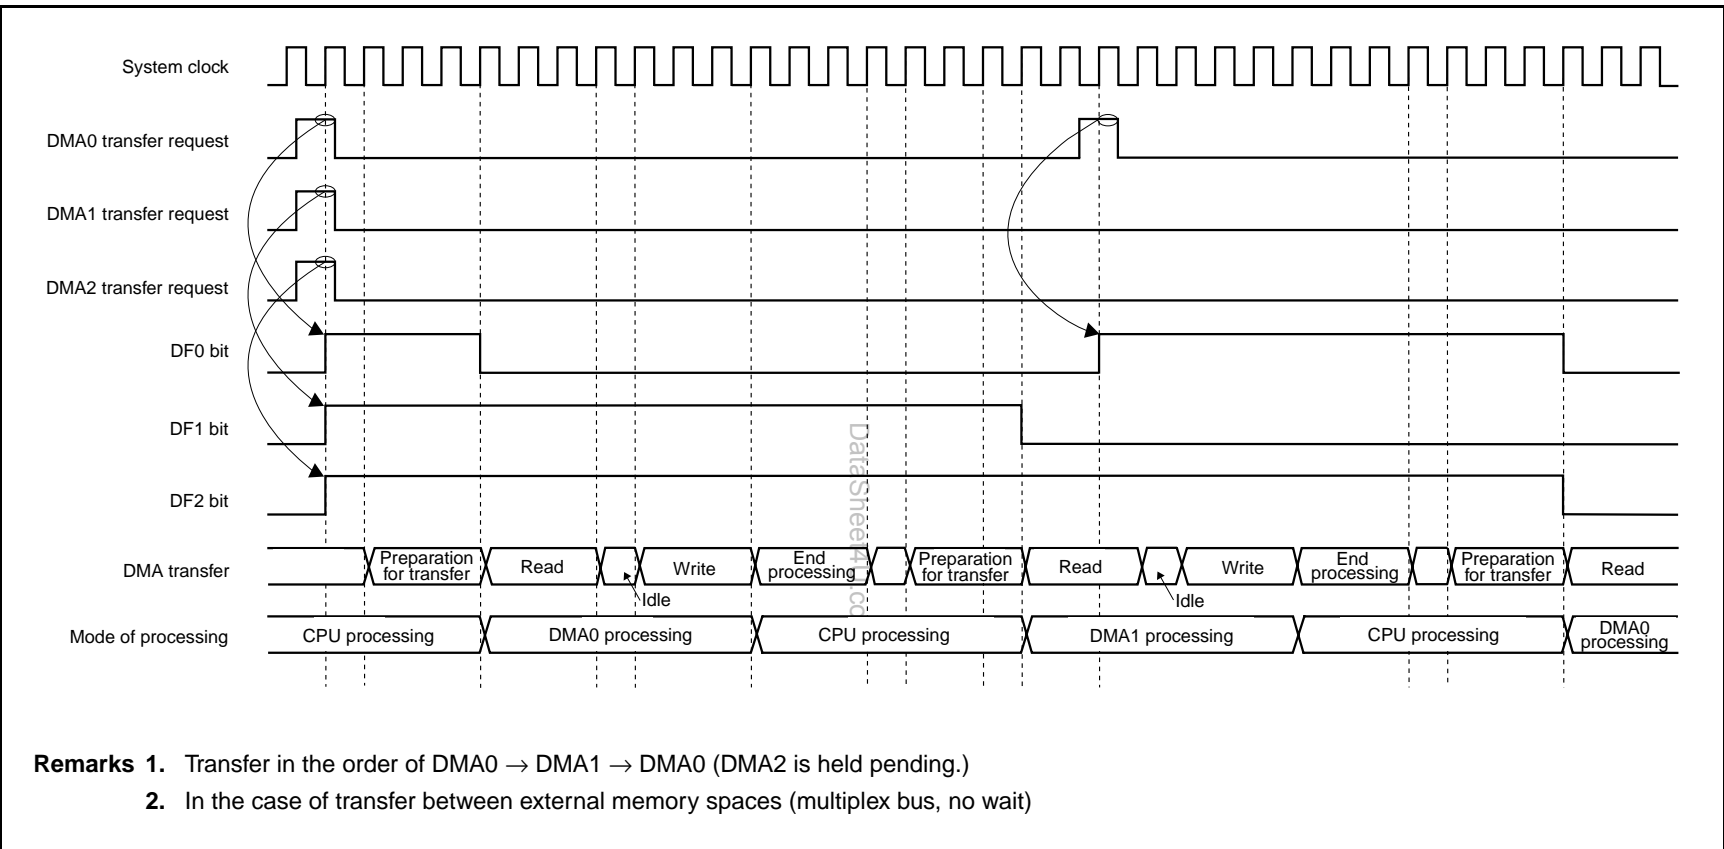 System clock
DMA0 transfer request
DMA1 transfer request
DMA2 transfer request
DF0 bit
DF1 bit
DF2 bit
DMA transfer
Preparation
for transfer
Read
Idle
Write
End
processing
Preparation
for transfer
Read
Idle
Write
End
processing
Preparation
for transfer
Read
Mode of processing
CPU processing
DMA0 processing
CPU processing
DMA1 processing
CPU processing
DMA0
processing
Remarks 1. Transfer in the order of DMA0 → DMA1 → DMA0 (DMA2 is held pending.)
2. In the case of transfer between external memory spaces (multiplex bus, no wait)